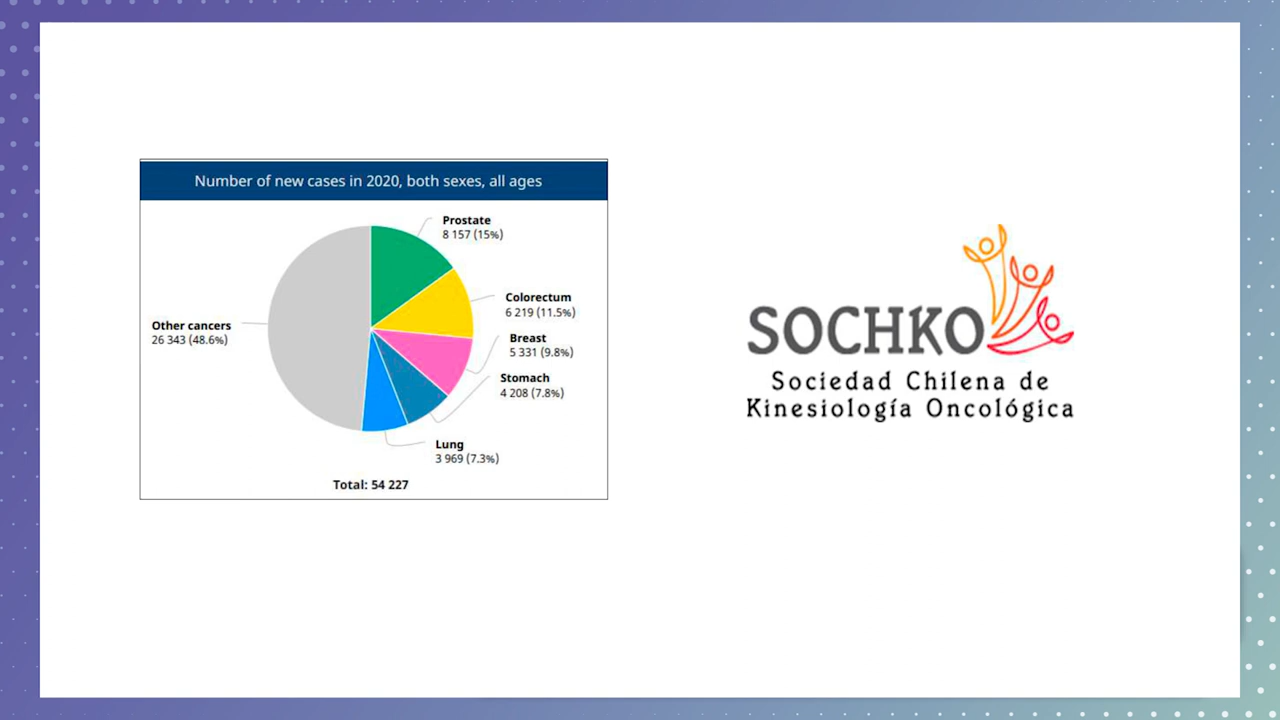 Number of new cases in 2020, both sexes, all ages
Prostate
8 157 (15%)
Colorectum
6 219 (11.5%)
Breast
5 331 (9.8%)
Stomach
4 208 (7.8%)
Lung
3 969 (7.3%)
Other cancers
26 343 (48.6%)
Total: 54 227
SOCHKO
Sociedad Chilena de
Kinesiología Oncológica